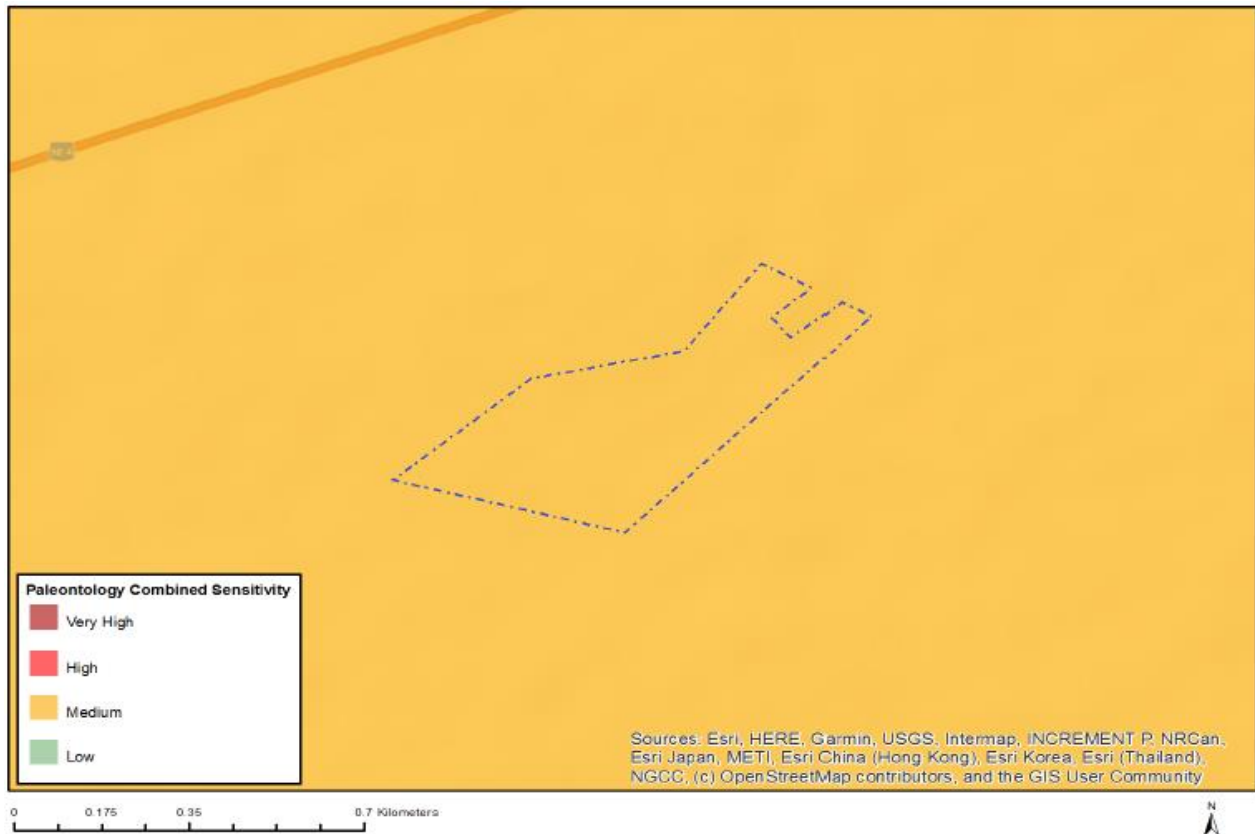 Paleontology Combined Sensitivity
Very High
High
Medium
Low
Sources: Esri, HERE, Garmin, USGS, Intermap, INCREMENT P, NRCan,
Esri Japan, METI, Esri China (Hong Kong), Esri Korea, Esri (Thailand),
NGCC, (c) OpenStreetMap contributors, and the GIS User Community
0 0.175 0.35 0.7 Kilometers
N